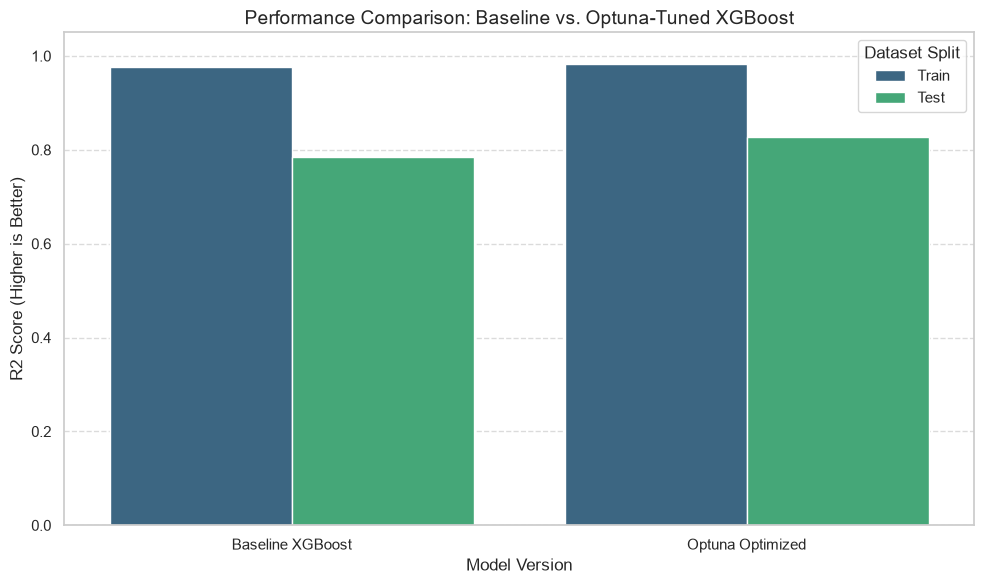 Performance Comparison: Baseline vs. Optuna-Tuned XGBoost
Dataset Split
Train
Test
R2 Score (Higher is Better)
1.0
0.8
0.6
0.4
0.2
0.0
Baseline XGBoost
Optuna Optimized
Model Version